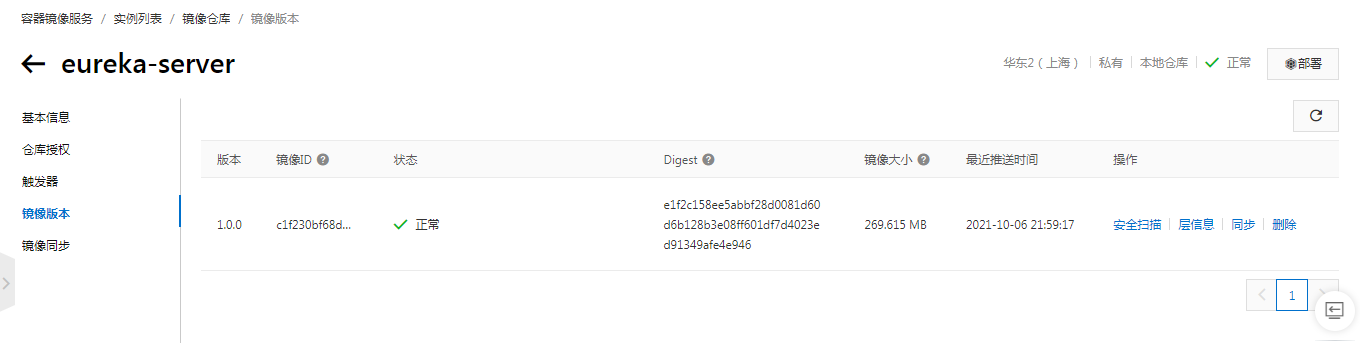 容器镜像服务 / 实例列表 / 镜像仓库 / 镜像版本
eureka-server
华东2（上海） 私有 本地仓库 正常 部署
基本信息
仓库授权
触发器
镜像版本
镜像同步
版本 镜像ID 状态 Digest 镜像大小 最近推送时间 操作
1.0.0 c1f230bf68d... 正常 e1f2c158ee5abbf28d0081d60
d6b128b3e08ff601df7d4023e
d91349afe4e946 269.615 MB 2021-10-06 21:59:17 安全扫描 层信息 同步 删除
1